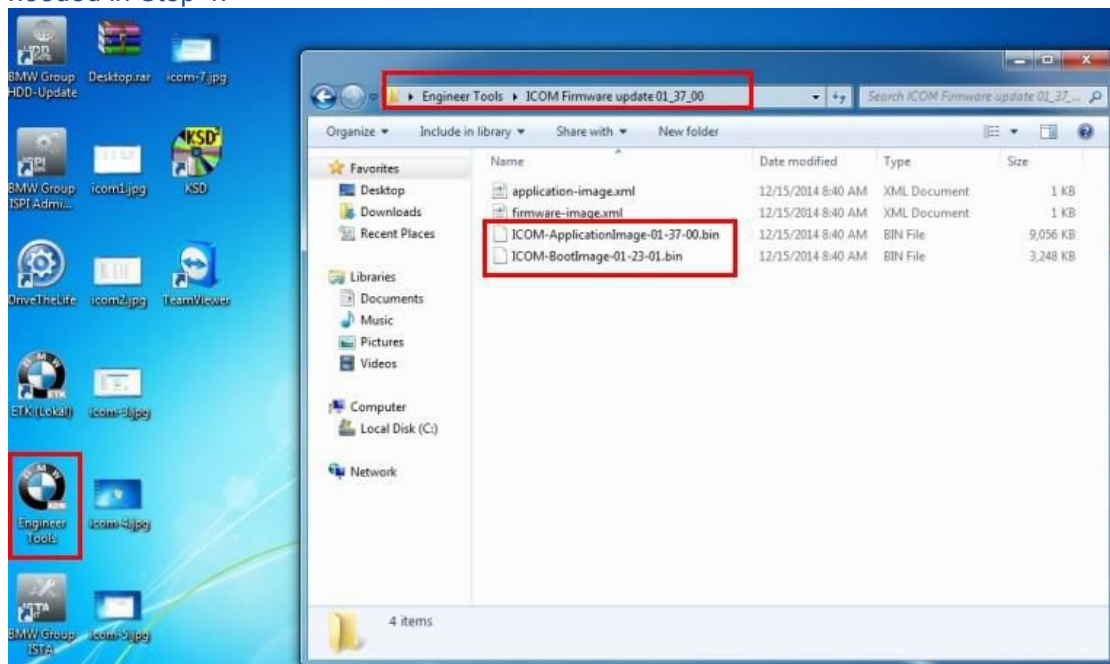 BMW Group
HDD-Update
Desktop.rar
icom-7.jpg
BMW Group
ISPI Admi...
icom1.jpg
KSD
DriveTheLife
icom2.jpg
TeamViewer
ETK (Lokal)
icom-3.jpg
Engineer
Tools
icom-4.jpg
BMW Group
ISTA
icom-5.jpg
Engineer Tools ICOM Firmware update 01_37_00
Search ICOM Firmware update 01_37_...
Organize Include in library Share with New folder
Name Date modified Type Size
Favorites
Desktop
Downloads
Recent Places
Libraries
Documents
Music
Pictures
Videos
Computer
Local Disk (C:)
Network
application-image.xml 12/15/2014 8:40 AM XML Document 1 KB
firmware-image.xml 12/15/2014 8:40 AM XML Document 1 KB
ICOM-ApplicationImage-01-37-00.bin 12/15/2014 8:40 AM BIN File 9,056 KB
ICOM-BootImage-01-23-01.bin 12/15/2014 8:40 AM BIN File 3,248 KB
4 items